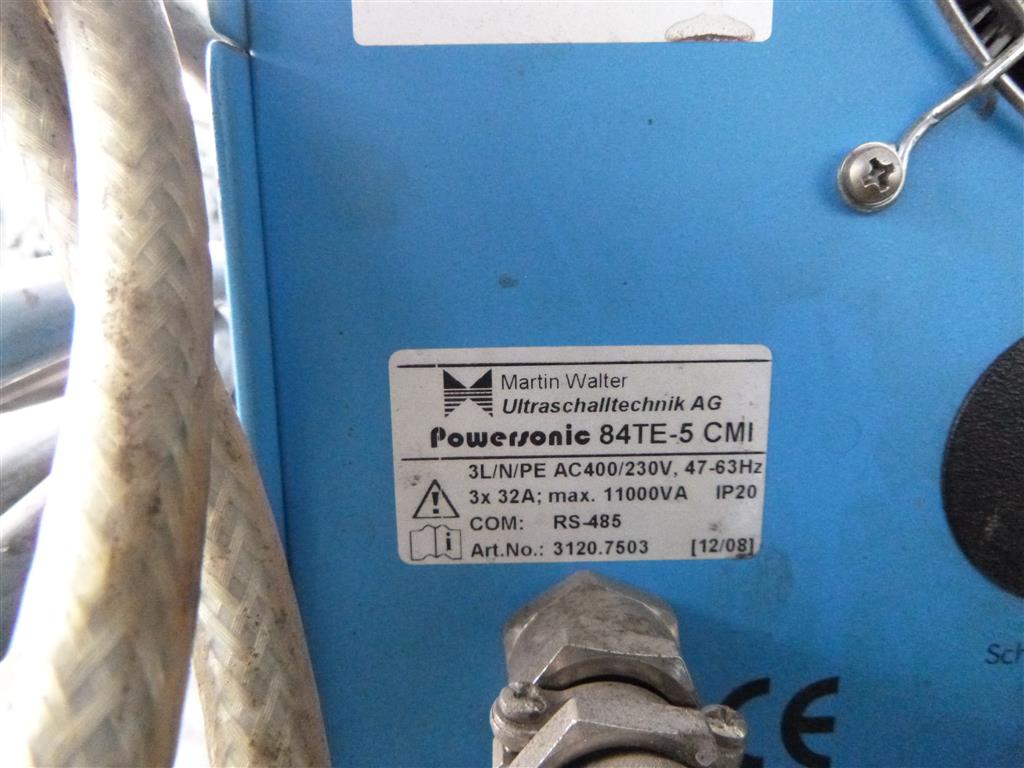 Martin Walter
Ultraschalltechnik AG
Powersonic 84TE-5 CMI
3L/N/PE AC400/230V, 47-63Hz
3x 32A; max. 11000VA IP20
COM: RS-485
Art.No.: 3120.7503 [12/08]
Sch
CE